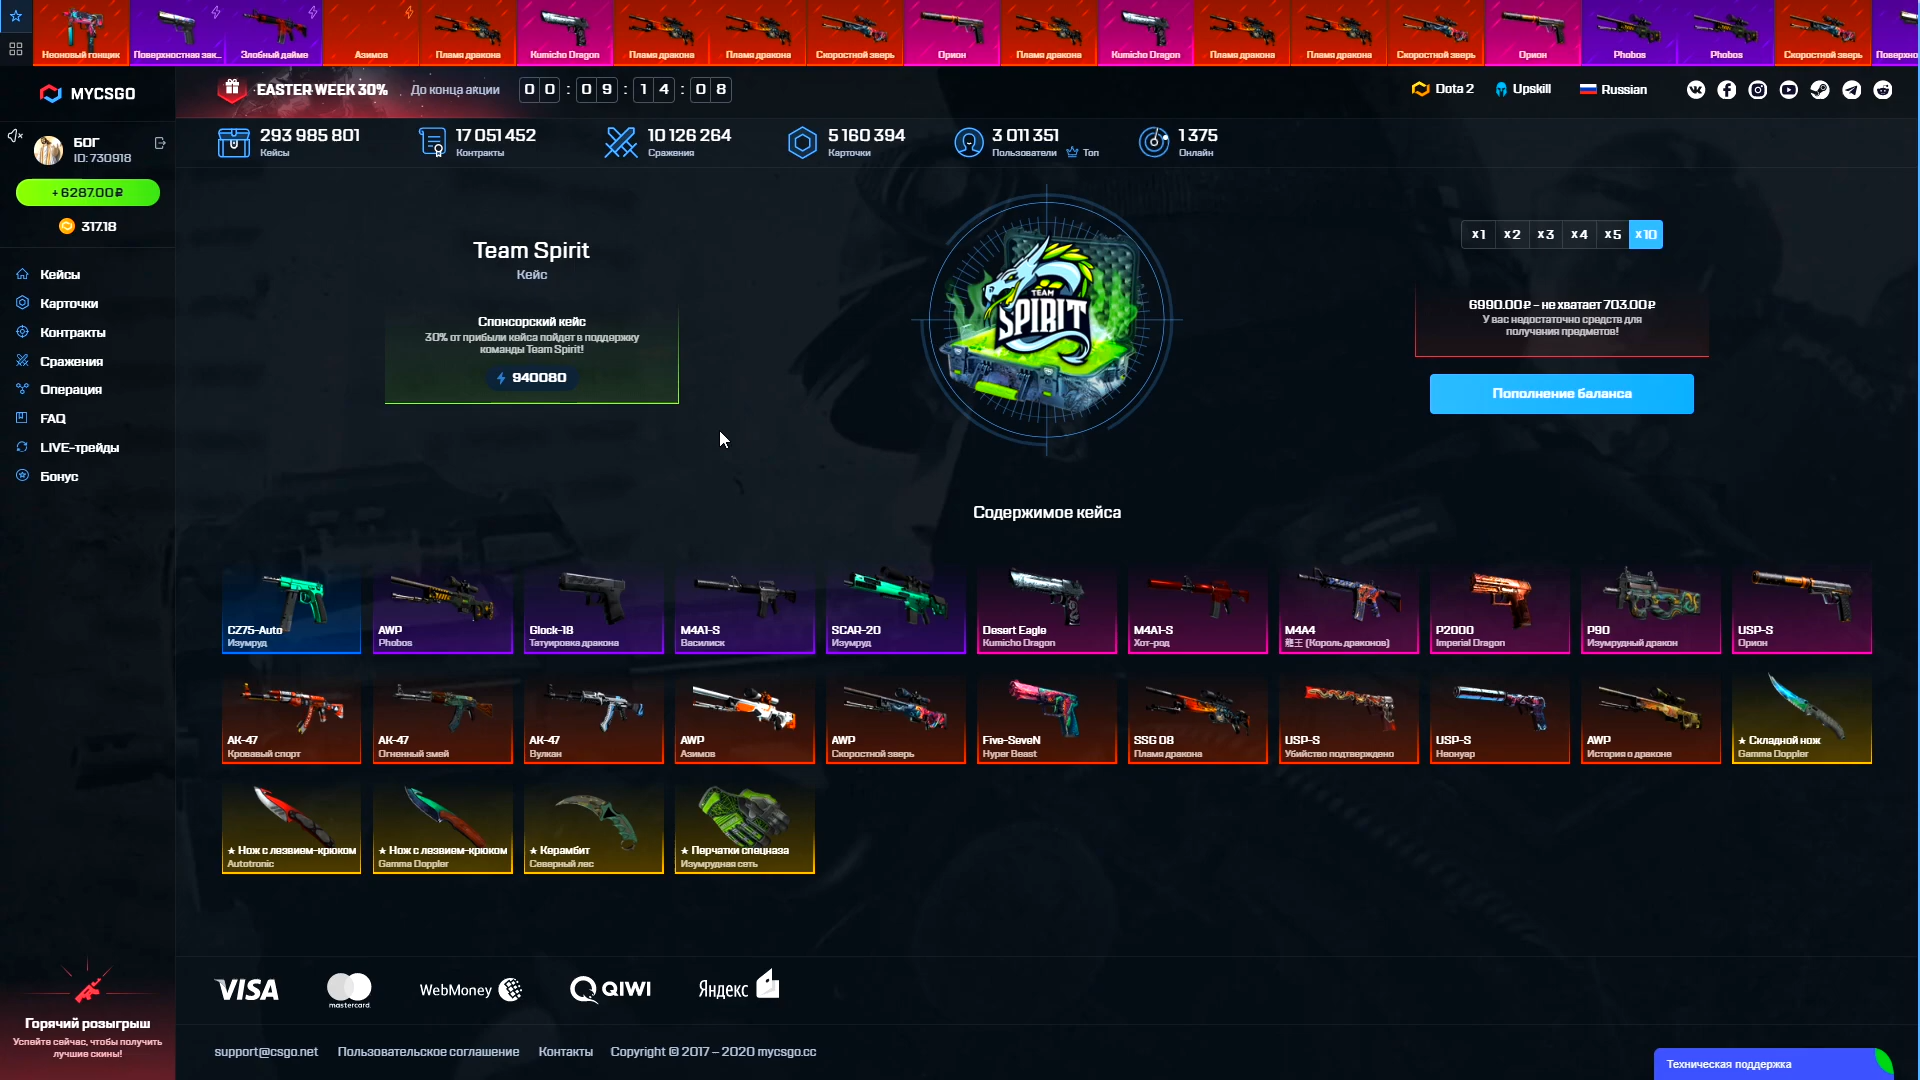 Неоновый гонщик
Поверхностная зак...
Злобный дайме
Азимов
Пламя дракона
Kumicho Dragon
Пламя дракона
Пламя дракона
Скоростной зверь
Орион
Пламя дракона
Kumicho Dragon
Пламя дракона
Пламя дракона
Скоростной зверь
Орион
Phobos
Phobos
Скоростной зверь
Поверхно
MYCSGO
EASTER WEEK 30%
До конца акции
00:09:14:08
Dota 2
Upskill
Russian
293 985 801
Кейсы
17 051 452
Контракты
10 126 264
Сражения
5 160 394
Карточки
3 011 351
Пользователи
Топ
1 375
Онлайн
БОГ
ID: 730918
+ 6287.00₽
317.18
Кейсы
Карточки
Контракты
Сражения
Операция
FAQ
LIVE-трейды
Бонус
Team Spirit
Кейс
Спонсорский кейс
30% от прибыли кейса пойдет в поддержку
команды Team Spirit!
940080
TEAM
SPIRIT
x1 x2 x3 x4 x5 x10
6990.00₽ - не хватает 703.00₽
У вас недостаточно средств для
получения предметов!
Пополнение баланса
Содержимое кейса
CZ75-Auto
Изумруд
AWP
Phobos
Glock-18
Татуировка дракона
M4A1-S
Василиск
SCAR-20
Изумруд
Desert Eagle
Kumicho Dragon
M4A1-S
Хот-род
M4A4
龍王 (Король драконов)
P2000
Imperial Dragon
P90
Изумрудный дракон
USP-S
Орион
AK-47
Кровавый спорт
AK-47
Огненный змей
AK-47
Вулкан
AWP
Азимов
AWP
Скоростной зверь
Five-SeveN
Hyper Beast
SSG 08
Пламя дракона
USP-S
Убийство подтверждено
USP-S
Неонуар
AWP
История о драконе
★ Складной нож
Gamma Doppler
★ Нож с лезвием-крюком
Autotronic
★ Нож с лезвием-крюком
Gamma Doppler
★ Керамбит
Северный лес
★ Перчатки спецназа
Изумрудная сеть
Горячий розыгрыш
Успейте сейчас, чтобы получить
лучшие скины!
VISA
mastercard.
WebMoney
QIWI
Яндекс
support@csgo.net
Пользовательское соглашение
Контакты
Copyright © 2017 – 2020 mycsgo.cc
Техническая поддержка